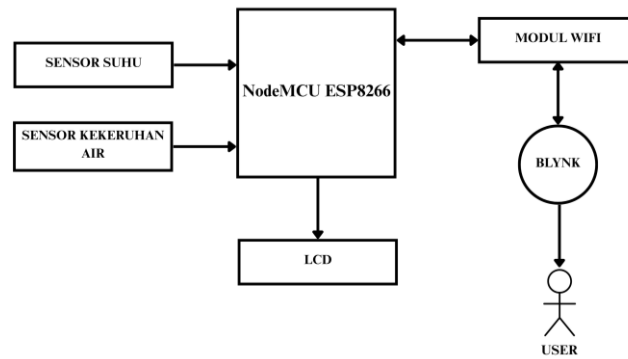 MODUL WIFI
SENSOR SUHU
NodeMCU ESP8266
SENSOR KEKERUHAN
AIR
BLYNK
LCD
USER